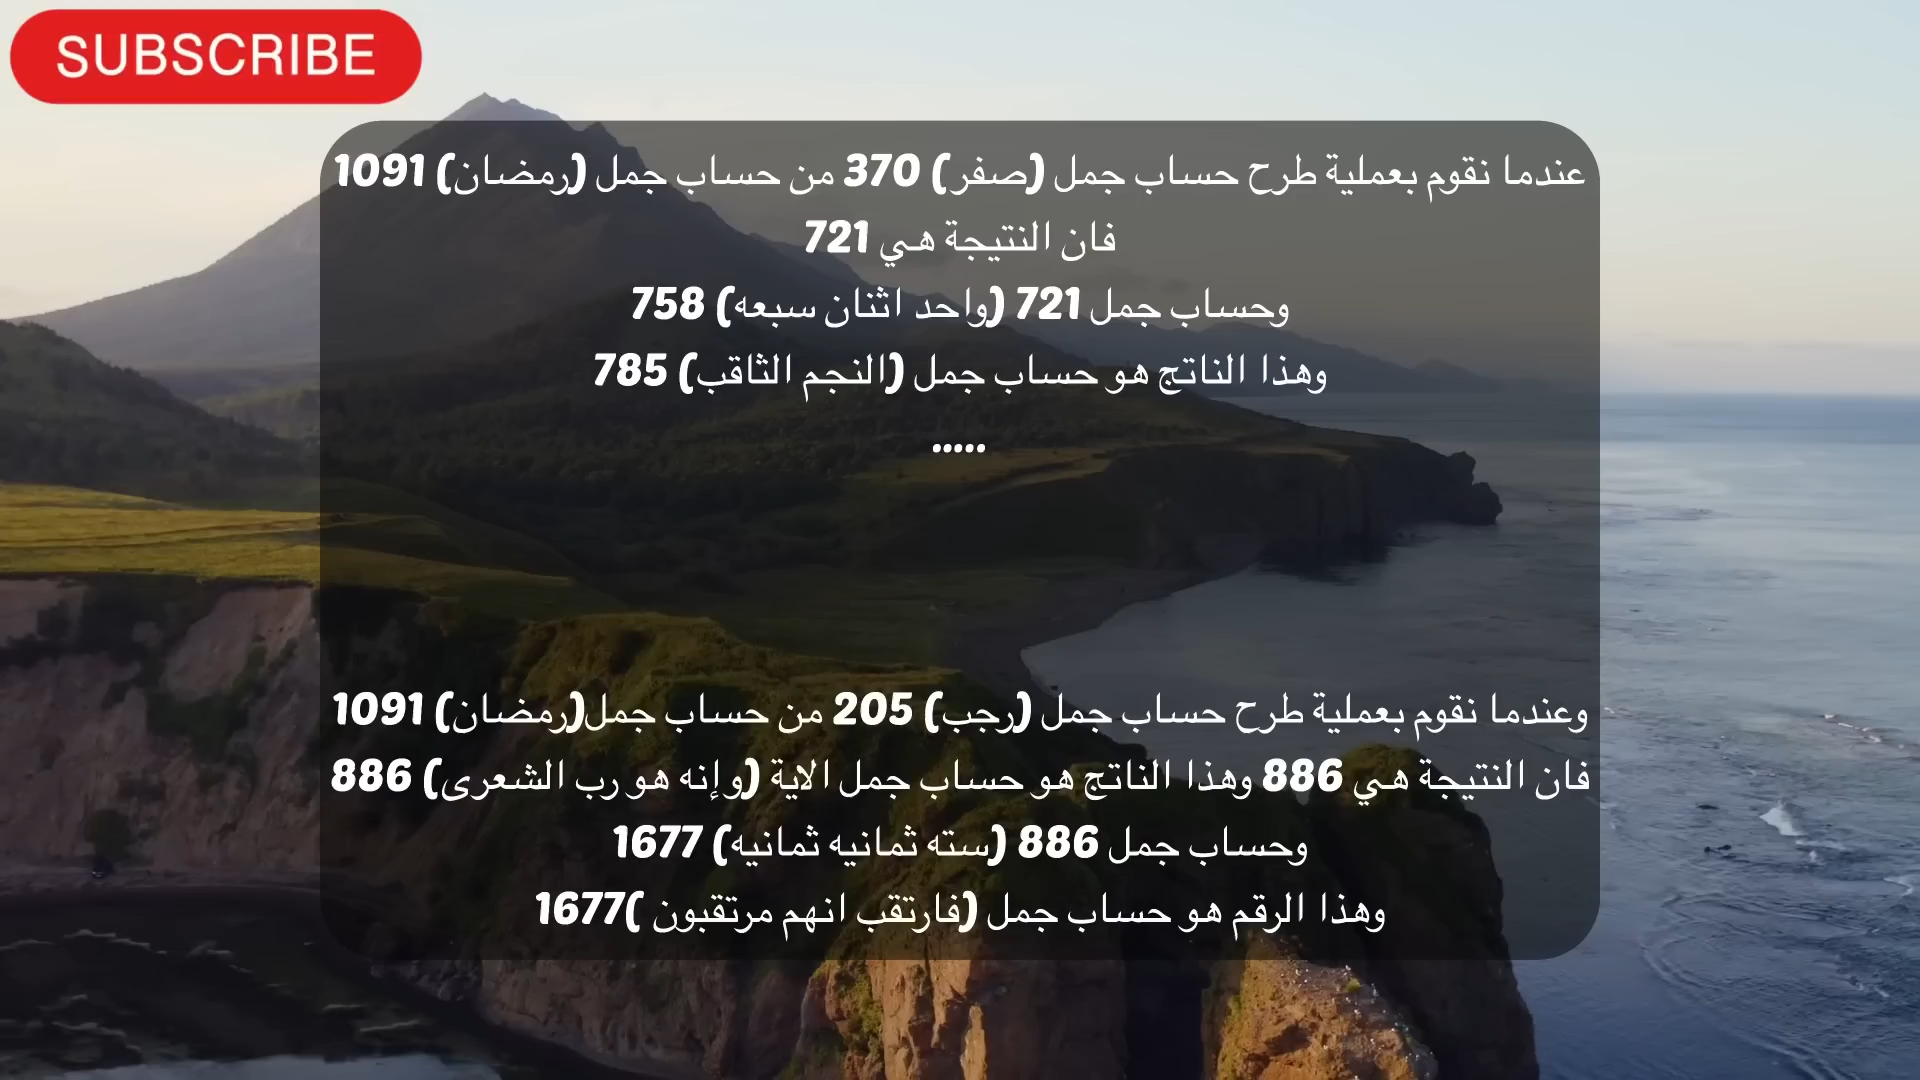 SUBSCRIBE
عندما نقوم بعملية طرح حساب جمل (صفر) 370 من حساب جمل (رمضان) 1091
فان النتيجة هي 721
وحساب جمل 721 (واحد اثنان سبعه) 758
وهذا الناتج هو حساب جمل (النجم الثاقب) 785
.....
وعندما نقوم بعملية طرح حساب جمل (رجب) 205 من حساب جمل(رمضان) 1091
فان النتيجة هي 886 وهذا الناتج هو حساب جمل الاية (وإنه هو رب الشعرى) 886
وحساب جمل 886 (سته ثمانيه ثمانيه) 1677
وهذا الرقم هو حساب جمل (فارتقب انهم مرتقبون )1677